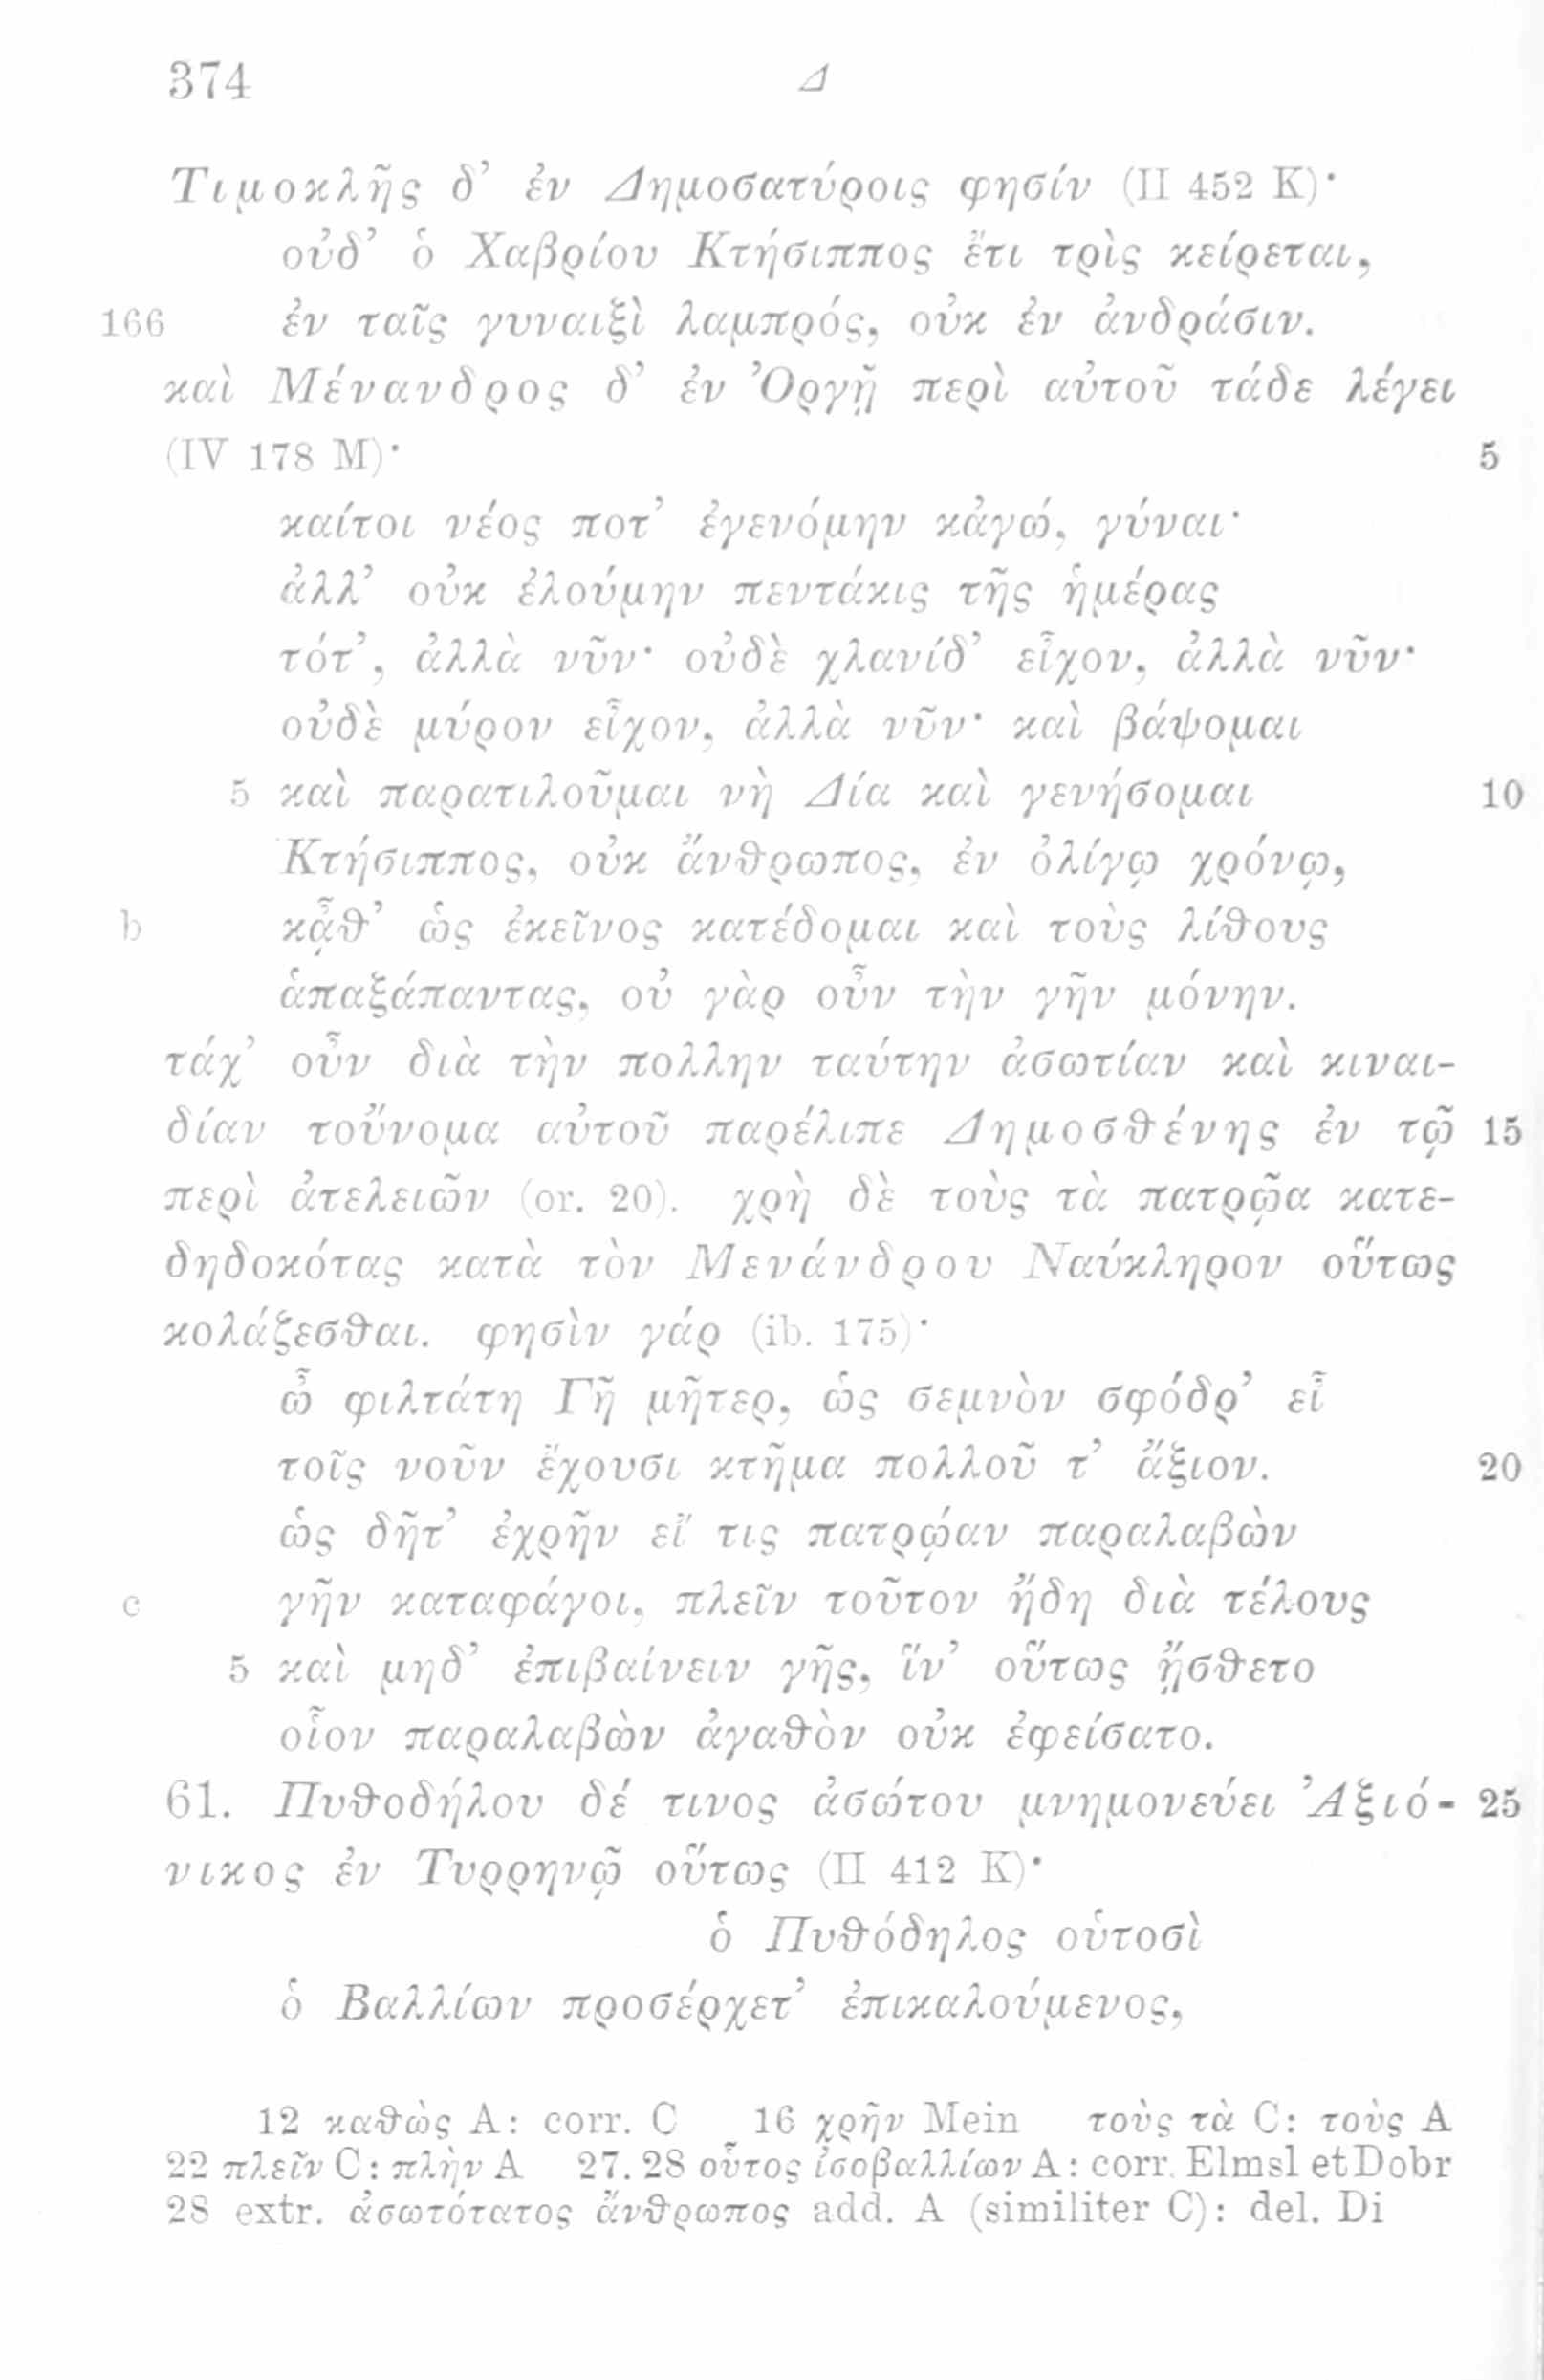 374 Δ
Τιμοκλῆς δ’ ἐν Δημοσατύροις φησίν (II 452 K)·
οὐδ’ ὁ Χαβρίου Κτήσιππος ἔτι τρὶς κείρεται,
166 ἐν ταῖς γυναιξὶ λαμπρός, οὐκ ἐν ἀνδράσιν.
καὶ Μένανδρος δ’ ἐν Ὀργῇ περὶ αὐτοῦ τάδε λέγει
(IV 178 M)· 5
καίτοι νέος ποτ’ ἐγενόμην κἀγώ, γύναι·
ἀλλ’ οὐκ ἐλούμην πεντάκις τῆς ἡμέρας
τότ’, ἀλλὰ νῦν· οὐδὲ χλανίδ’ εἶχον, ἀλλὰ νῦν·
οὐδὲ μύρον εἶχον, ἀλλὰ νῦν· καὶ βάψομαι
5 καὶ παρατιλοῦμαι νὴ Δία καὶ γενήσομαι 10
Κτήσιππος, οὐκ ἄνθρωπος, ἐν ὀλίγῳ χρόνῳ,
b κᾆθ’ ὡς ἐκεῖνος κατέδομαι καὶ τοὺς λίθους
ἁπαξάπαντας, οὐ γὰρ οὖν τὴν γῆν μόνην.
τάχ’ οὖν διὰ τὴν πολλην ταύτην ἀσωτίαν καὶ κιναι-
δίαν τοὔνομα αὐτοῦ παρέλιπε Δημοσθένης ἐν τῷ 15
περὶ ἀτελειῶν (or. 20). χρὴ δὲ τοὺς τὰ πατρῷα κατε-
δηδοκότας κατὰ τὸν Μενάνδρου Ναύκληρον οὕτως
κολάζεσθαι. φησὶν γάρ (ib. 175)·
ὦ φιλτάτη Γῆ μῆτερ, ὡς σεμνὸν σφόδρ’ εἶ
τοῖς νοῦν ἔχουσι κτῆμα πολλοῦ τ’ ἄξιον. 20
ὡς δῆτ’ ἐχρῆν εἴ τις πατρῴαν παραλαβὼν
c γῆν καταφάγοι, πλεῖν τοῦτον ἤδη διὰ τέλους
5 καὶ μηδ’ ἐπιβαίνειν γῆς, ἵν’ οὕτως ᾔσθετο
οἷον παραλαβὼν ἀγαθὸν οὐκ ἐφείσατο.
61. Πυθοδήλου δέ τινος ἀσώτου μνημονεύει Ἀξιό- 25
νικος ἐν Τυρρηνῷ οὕτως (II 412 K)·
ὁ Πυθόδηλος οὑτοσὶ
ὁ Βαλλίων προσέρχετ’ ἐπικαλούμενος,
12 καθὼς A: corr. C 16 χρῆν Mein τοὺς τὰ C: τοὺς A
22 πλεῖν C: πλὴν A 27. 28 οὗτος ἰσοβαλλίων A: corr. Elmsl et Dobr
28 extr. ἀσωτότατος ἄνθρωπος add. A (similiter C): del. Di